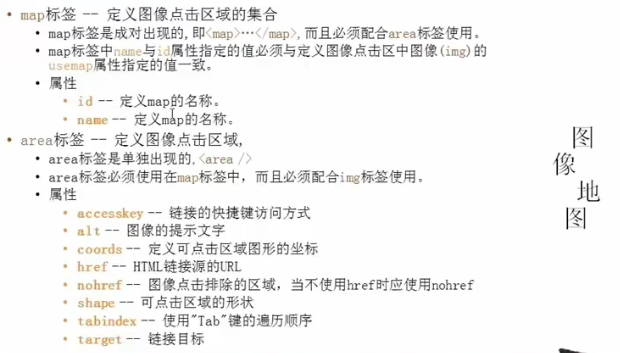 • map标签 -- 定义图像点击区域的集合
• map标签是成对出现的,即<map>…</map>,而且必须配合area标签使用。
• map标签中name与id属性指定的值必须与定义图像点击区中图像(img)的
usemap属性指定的值一致。
• 属性
• id -- 定义map的名称。
• name -- 定义map的名称。
• area标签 -- 定义图像点击区域,
• area标签是单独出现的,<area />
• area标签必须使用在map标签中,而且必须配合img标签使用。
• 属性
• accesskey -- 链接的快捷键访问方式
• alt -- 图像的提示文字
• coords -- 定义可点击区域图形的坐标
• href -- HTML链接源的URL
• nohref -- 图像点击排除的区域，当不使用href时应使用nohref
• shape -- 可点击区域的形状
• tabindex -- 使用"Tab"键的遍历顺序
• target -- 链接目标
图像地图